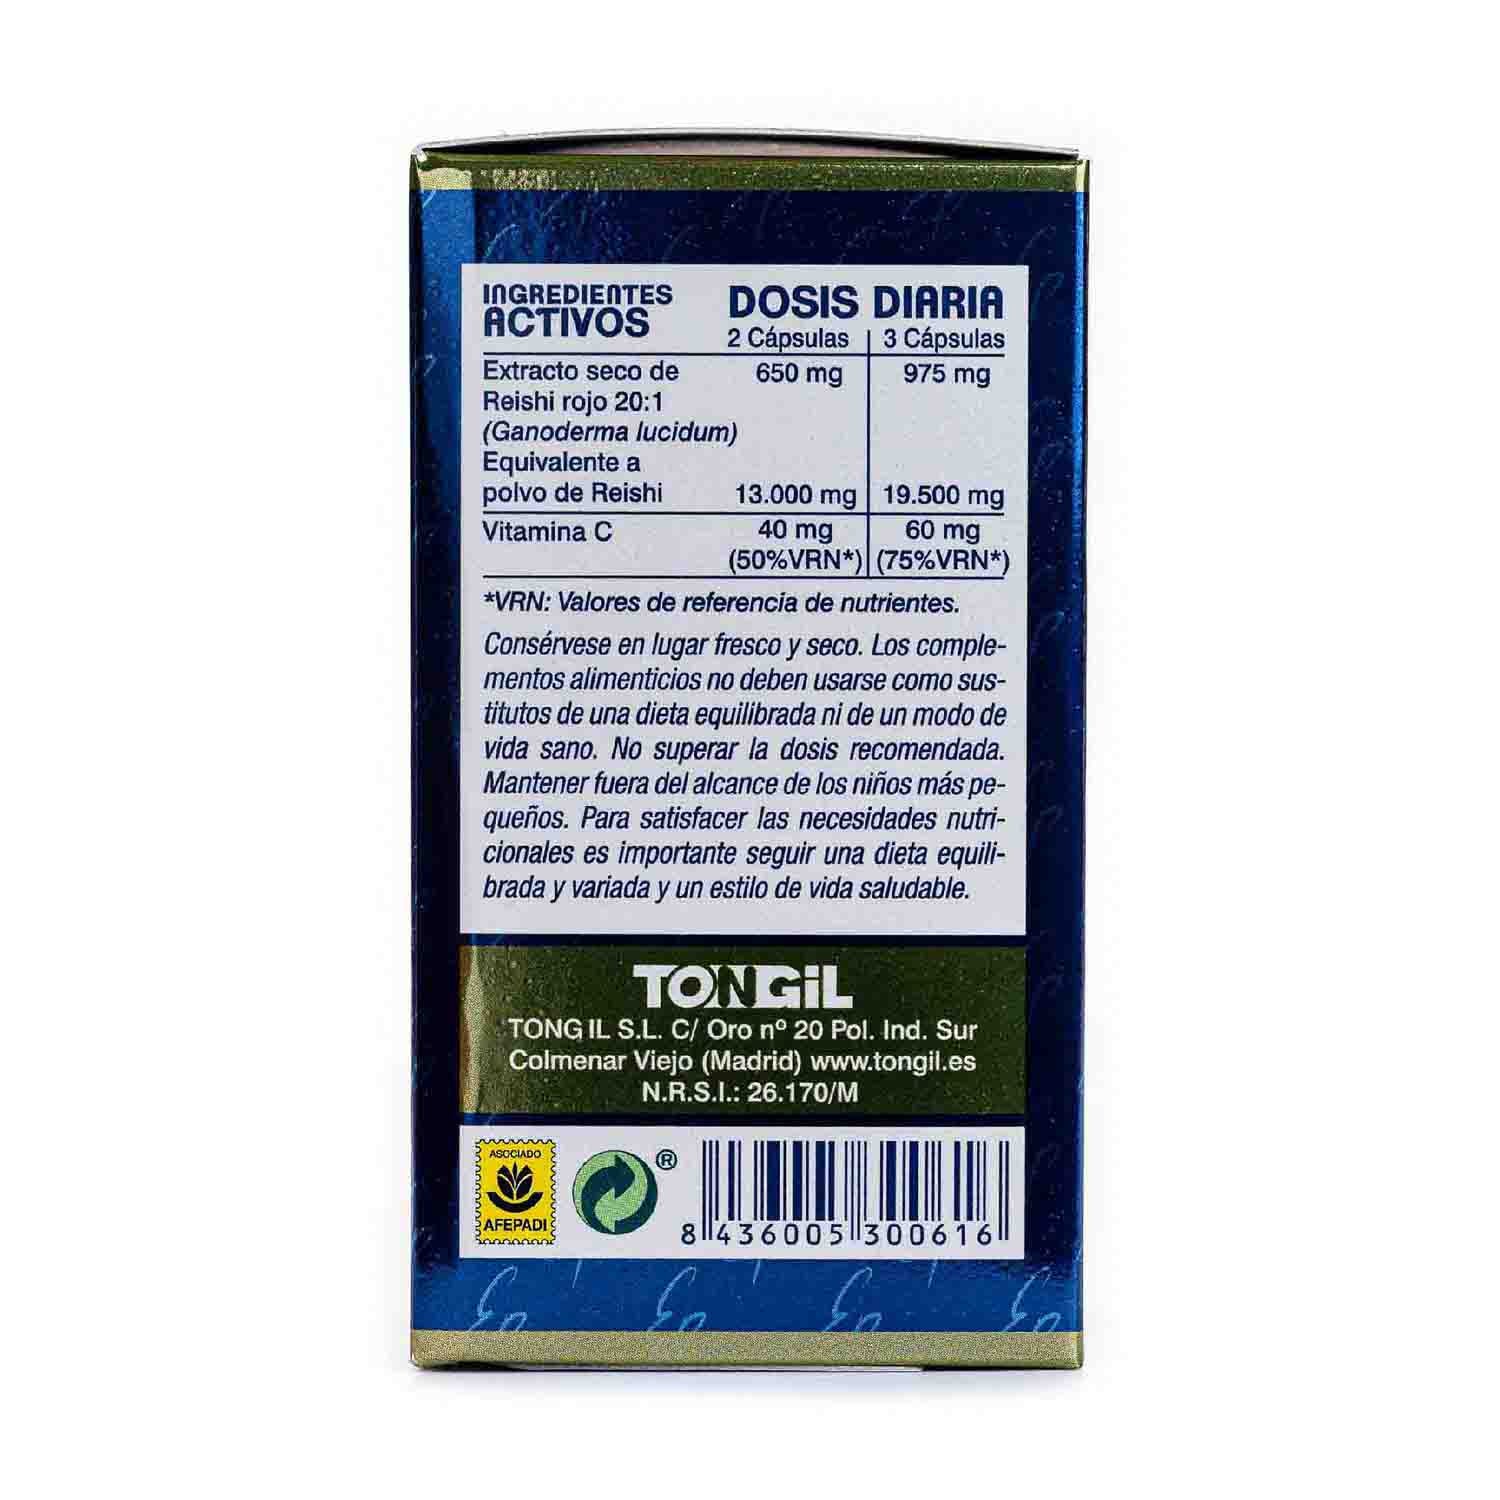 INGREDIENTES ACTIVOS
DOSIS DIARIA
2 Cápsulas 3 Cápsulas
Extracto seco de 650 mg 975 mg
Reishi rojo 20:1
(Ganoderma lucidum)
Equivalente a
polvo de Reishi 13.000 mg 19.500 mg
Vitamina C 40 mg 60 mg
(50%VRN*) (75%VRN*)
*VRN: Valores de referencia de nutrientes.
Consérvese en lugar fresco y seco. Los comple-
mentos alimenticios no deben usarse como sus-
titutos de una dieta equilibrada ni de un modo de
vida sano. No superar la dosis recomendada.
Mantener fuera del alcance de los niños más pe-
queños. Para satisfacer las necesidades nutri-
cionales es importante seguir una dieta equili-
brada y variada y un estilo de vida saludable.
TONGiL
TONG IL S.L. C/ Oro nº 20 Pol. Ind. Sur
Colmenar Viejo (Madrid) www.tongil.es
N.R.S.I.: 26.170/M
ASOCIADO
AFEPADI
®
8 436005 300616